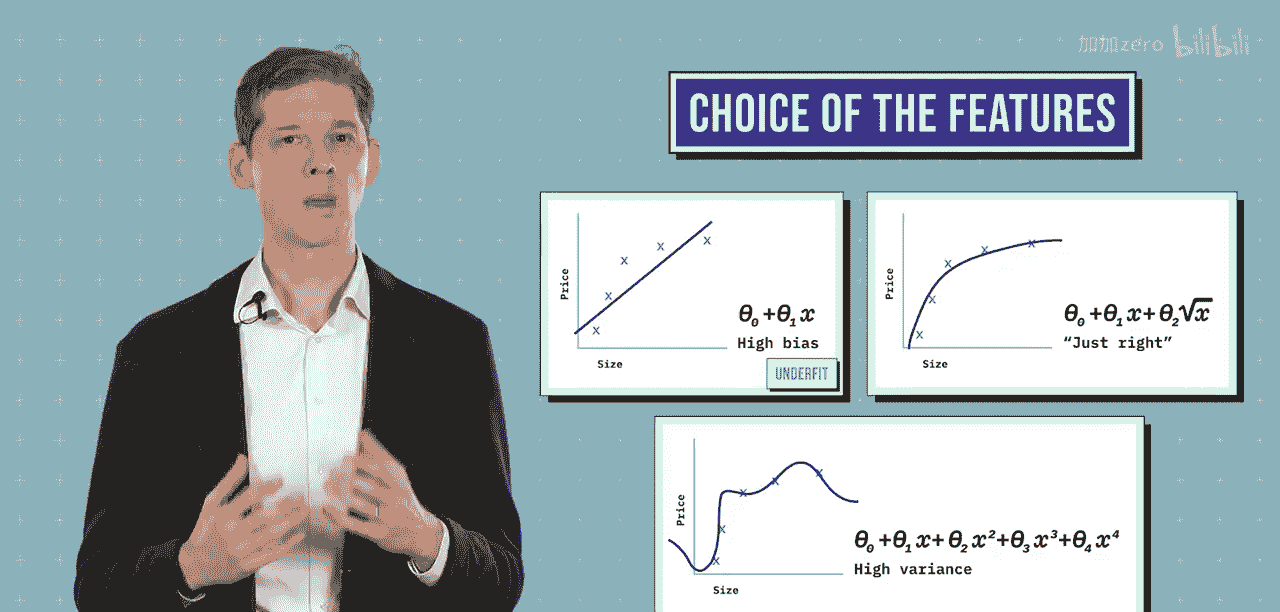 加加zero bilibili
CHOICE OF THE FEATURES
Price
Size
θ₀+θ₁x
High bias
UNDERFIT
Price
Size
θ₀+θ₁x+θ₂√x
“Just right”
Price
Size
θ₀+θ₁x+θ₂x²+θ₃x³+θ₄x⁴
High variance